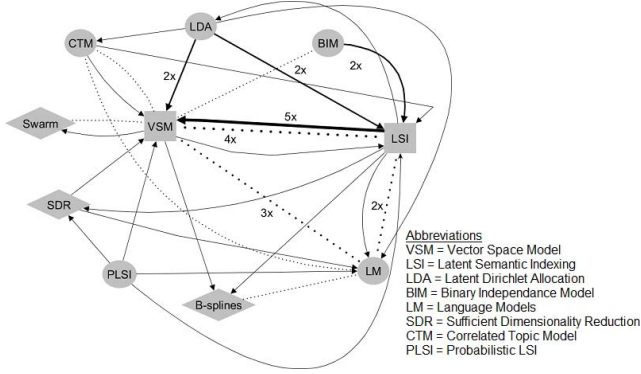 LDA
CTM
BIM
2x
2x
2x
5x
Swarm
VSM
4x
LSI
SDR
3x
2x
PLSI
LM
B-splines
Abbreviations
VSM = Vector Space Model
LSI = Latent Semantic Indexing
LDA = Latent Dirichlet Allocation
BIM = Binary Independance Model
LM = Language Models
SDR = Sufficient Dimensionality Reduction
CTM = Correlated Topic Model
PLSI = Probabilistic LSI